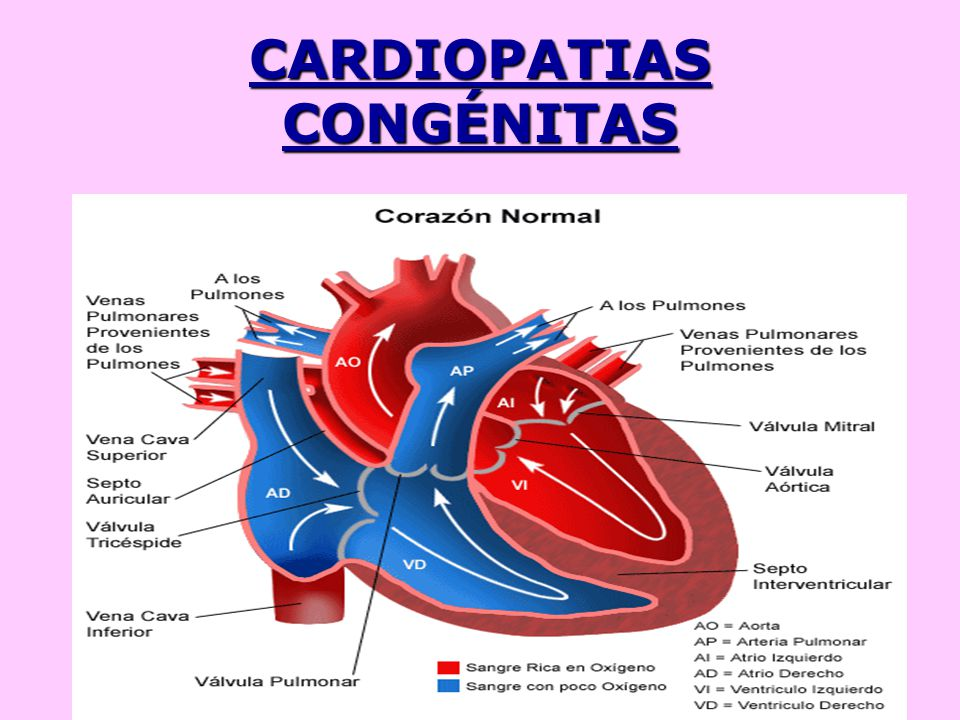 CARDIOPATIAS
CONGÉNITAS
Corazón Normal
A los
Pulmones
Venas
Pulmonares
Provenientes
de los
Pulmones
A los Pulmones
Venas Pulmonares
Provenientes de los
Pulmones
AO
AP
AI
Válvula Mitral
Vena Cava
Superior
Válvula
Aórtica
Septo
Auricular
AD
VI
Válvula
Tricéspide
VD
Septo
Interventricular
Vena Cava
Inferior
Válvula Pulmonar
Sangre Rica en Oxígeno
Sangre con poco Oxígeno
AO = Aorta
AP = Arteria Pulmonar
AI = Atrio Izquierdo
AD = Atrio Derecho
VI = Ventriculo Izquierdo
VD = Ventriculo Derecho